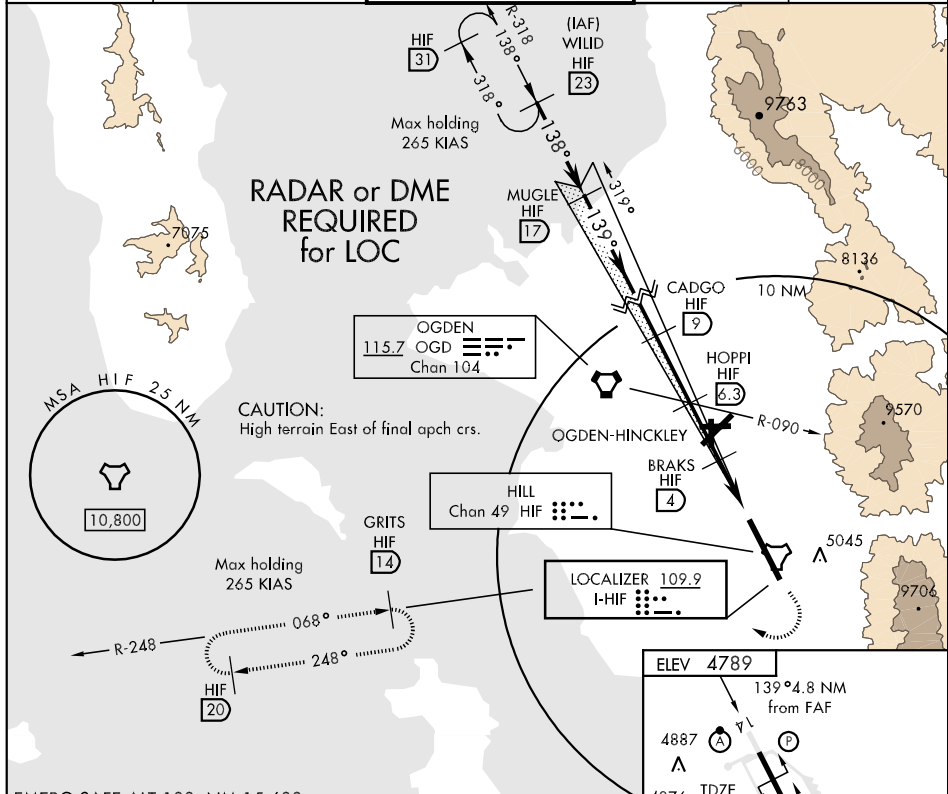 R-318
138°
(IAF)
WILID
HIF
23
HIF
31
318°
Max holding
265 KIAS
138°
9763
6000
8000
RADAR or DME
REQUIRED
for LOC
MUGLE
HIF
17
319°
139°
7075
8136
10 NM
CADGO
HIF
9
OGDEN
115.7 OGD
Chan 104
HOPPI
HIF
6.3
MSA HIF 25 NM
10,800
CAUTION:
High terrain East of final apch crs.
OGDEN-HINCKLEY
R-090
9570
BRAKS
HIF
4
HILL
Chan 49 HIF
GRITS
HIF
14
5045
Max holding
265 KIAS
LOCALIZER 109.9
I-HIF
9706
068°
R-248
248°
HIF
20
ELEV 4789
139° 4.8 NM
from FAF
14
4887
A
P
TDZE